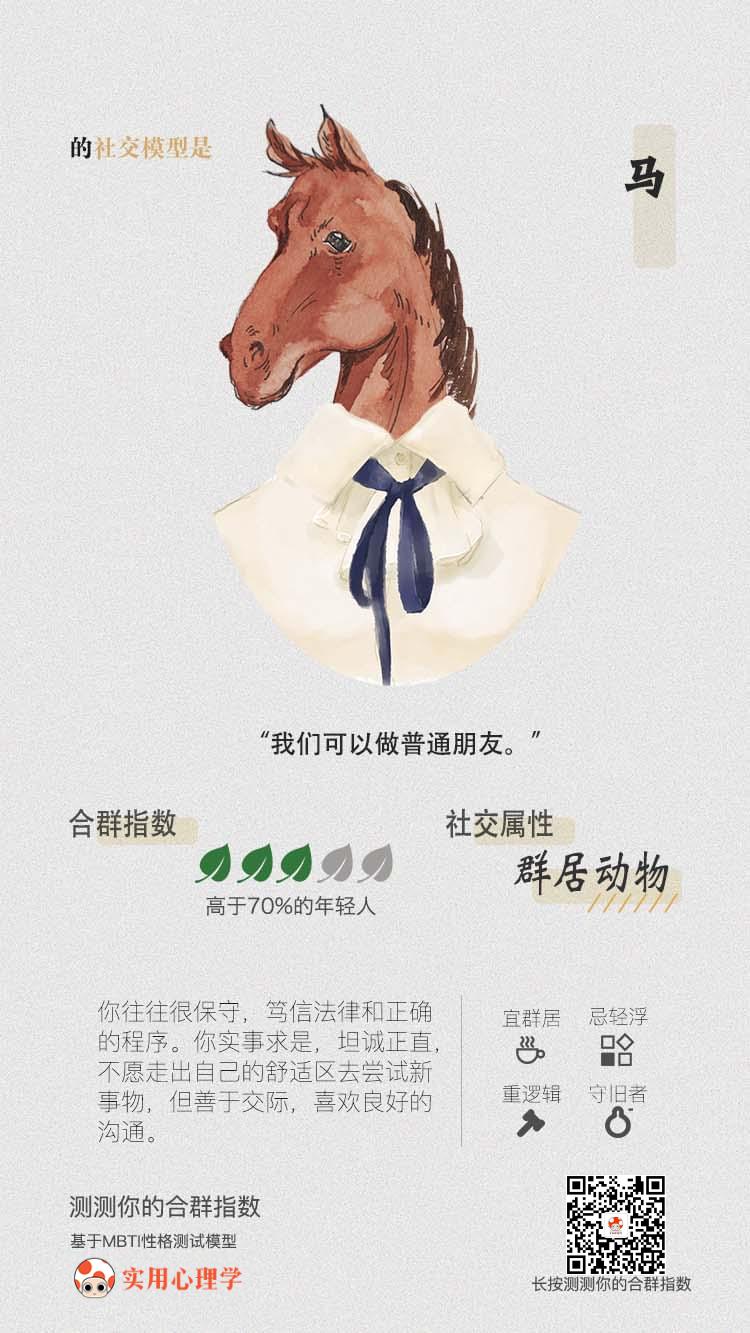 的社交模型是
马
“我们可以做普通朋友。”
合群指数
高于70%的年轻人
社交属性
群居动物
你往往很保守，笃信法律和正确
的程序。你实事求是，坦诚正直，
不愿走出自己的舒适区去尝试新
事物，但善于交际，喜欢良好的
沟通。
宜群居
忌轻浮
重逻辑
守旧者
测测你的合群指数
基于MBTI性格测试模型
实用心理学
长按测测你的合群指数